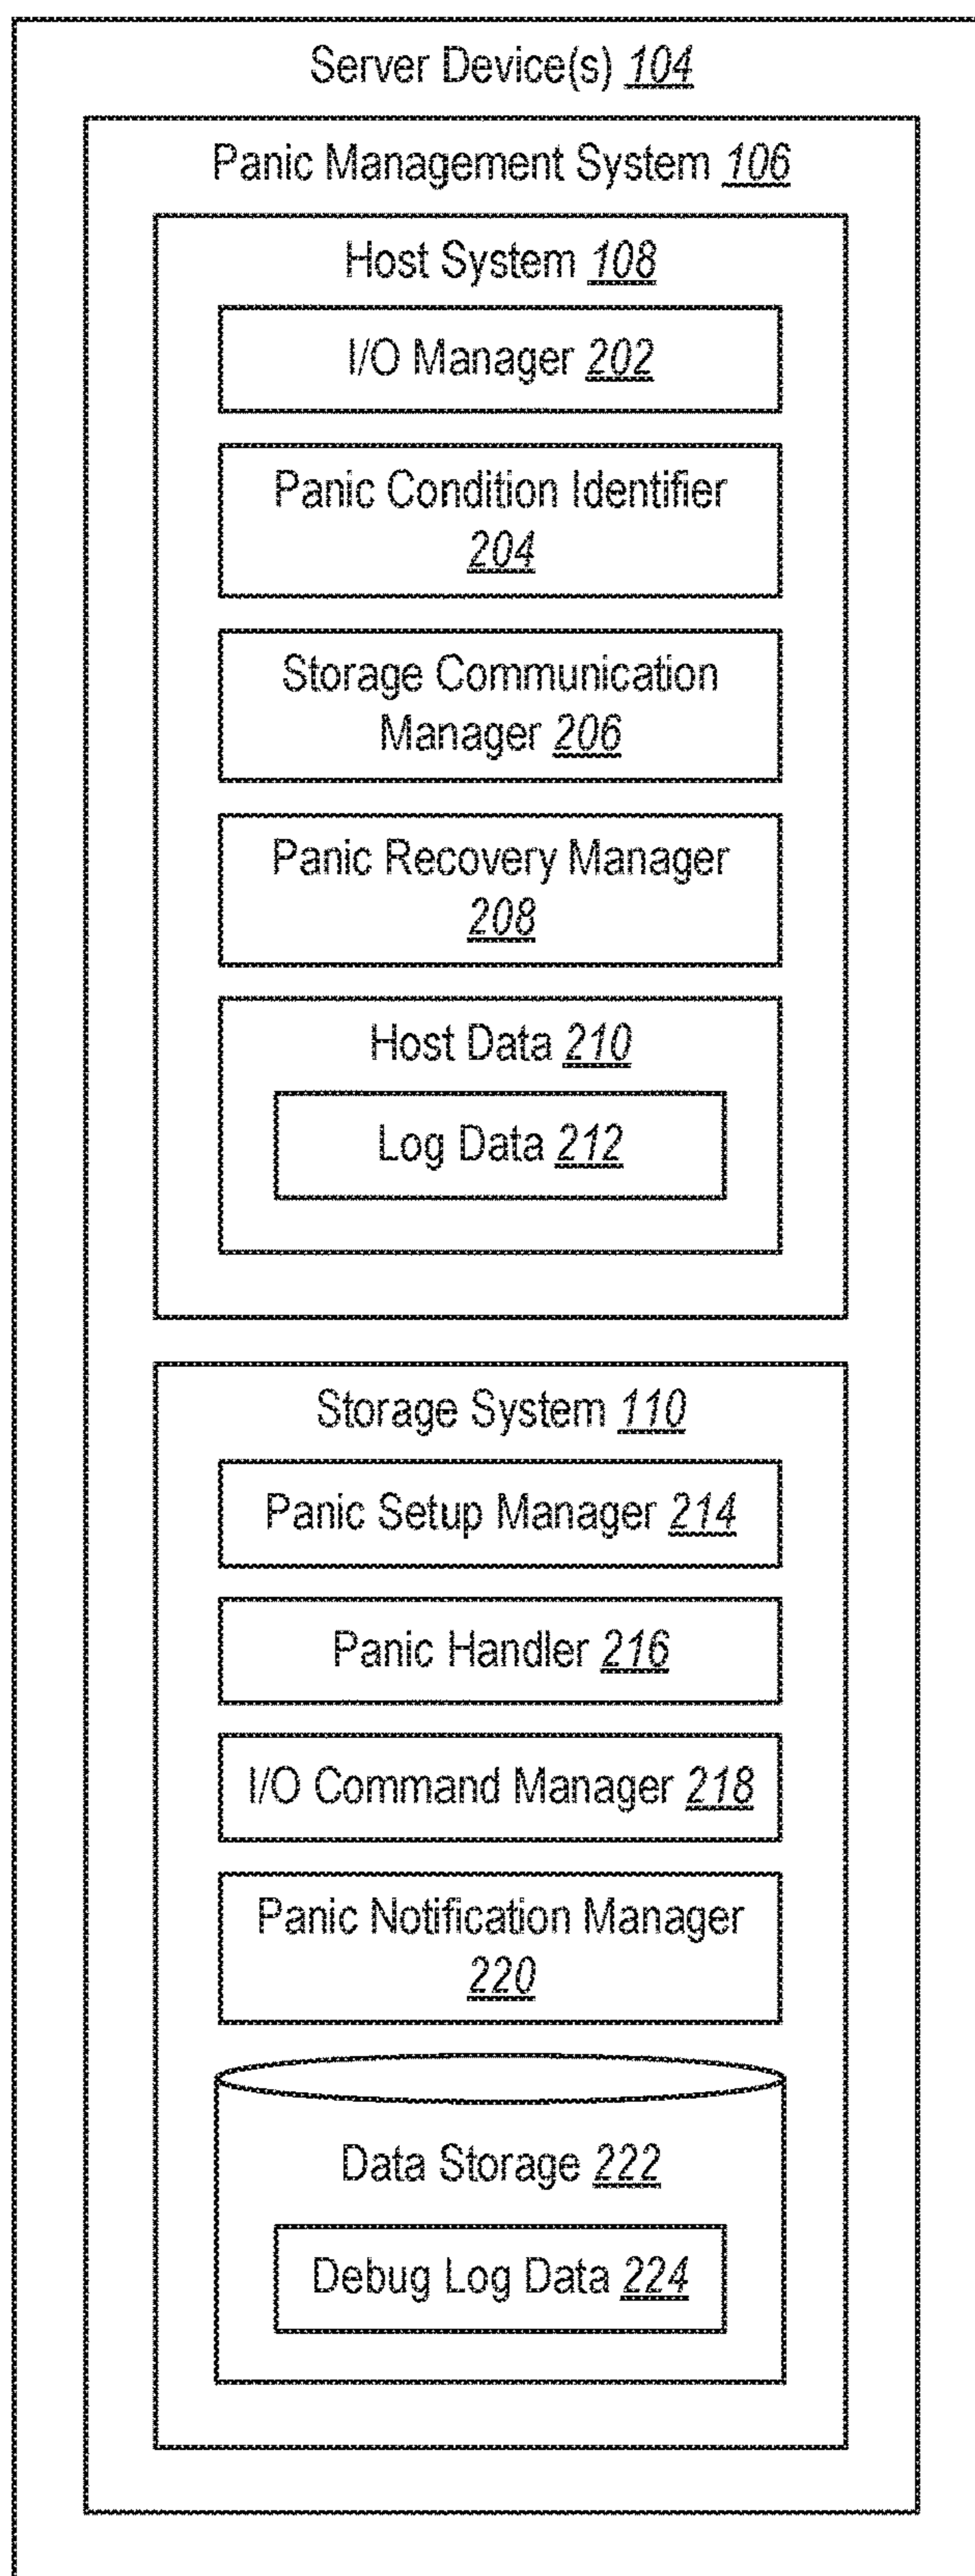 Server Device(s) 104
Panic Management System 106
Host System 108
I/O Manager 202
Panic Condition Identifier
204
Storage Communication
Manager 206
Panic Recovery Manager
208
Host Data 210
Log Data 212
Storage System 110
Panic Setup Manager 214
Panic Handler 216
I/O Command Manager 218
Panic Notification Manager
220
Data Storage 222
Debug Log Data 224